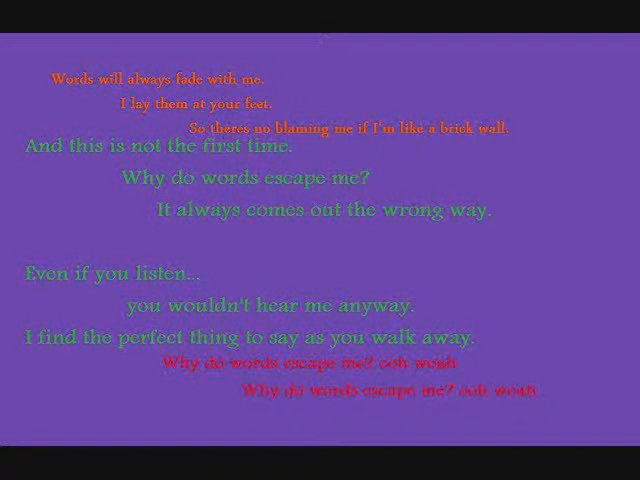 Words will always fade with me.
I lay them at your feet.
So theres no blaming me if I'm like a brick wall.
And this is not the first time.
Why do words escape me?
It always comes out the wrong way.
Even if you listen...
you wouldn't hear me anyway.
I find the perfect thing to say as you walk away.
Why do words escape me? ooh woah
Why do words escape me? ooh woah